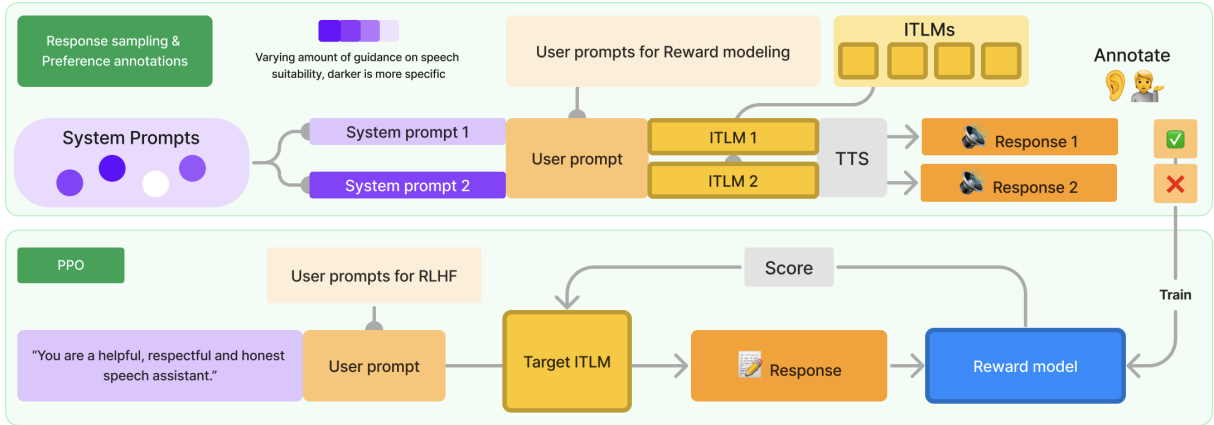 Response sampling &
Preference annotations
Varying amount of guidance on speech
suitability, darker is more specific
User prompts for Reward modeling
ITLMs
Annotate
System Prompts
System prompt 1
System prompt 2
User prompt
ITLM 1
ITLM 2
TTS
Response 1
Response 2
PPO
User prompts for RLHF
Score
Train
"You are a helpful, respectful and honest
speech assistant."
User prompt
Target ITLM
Response
Reward model